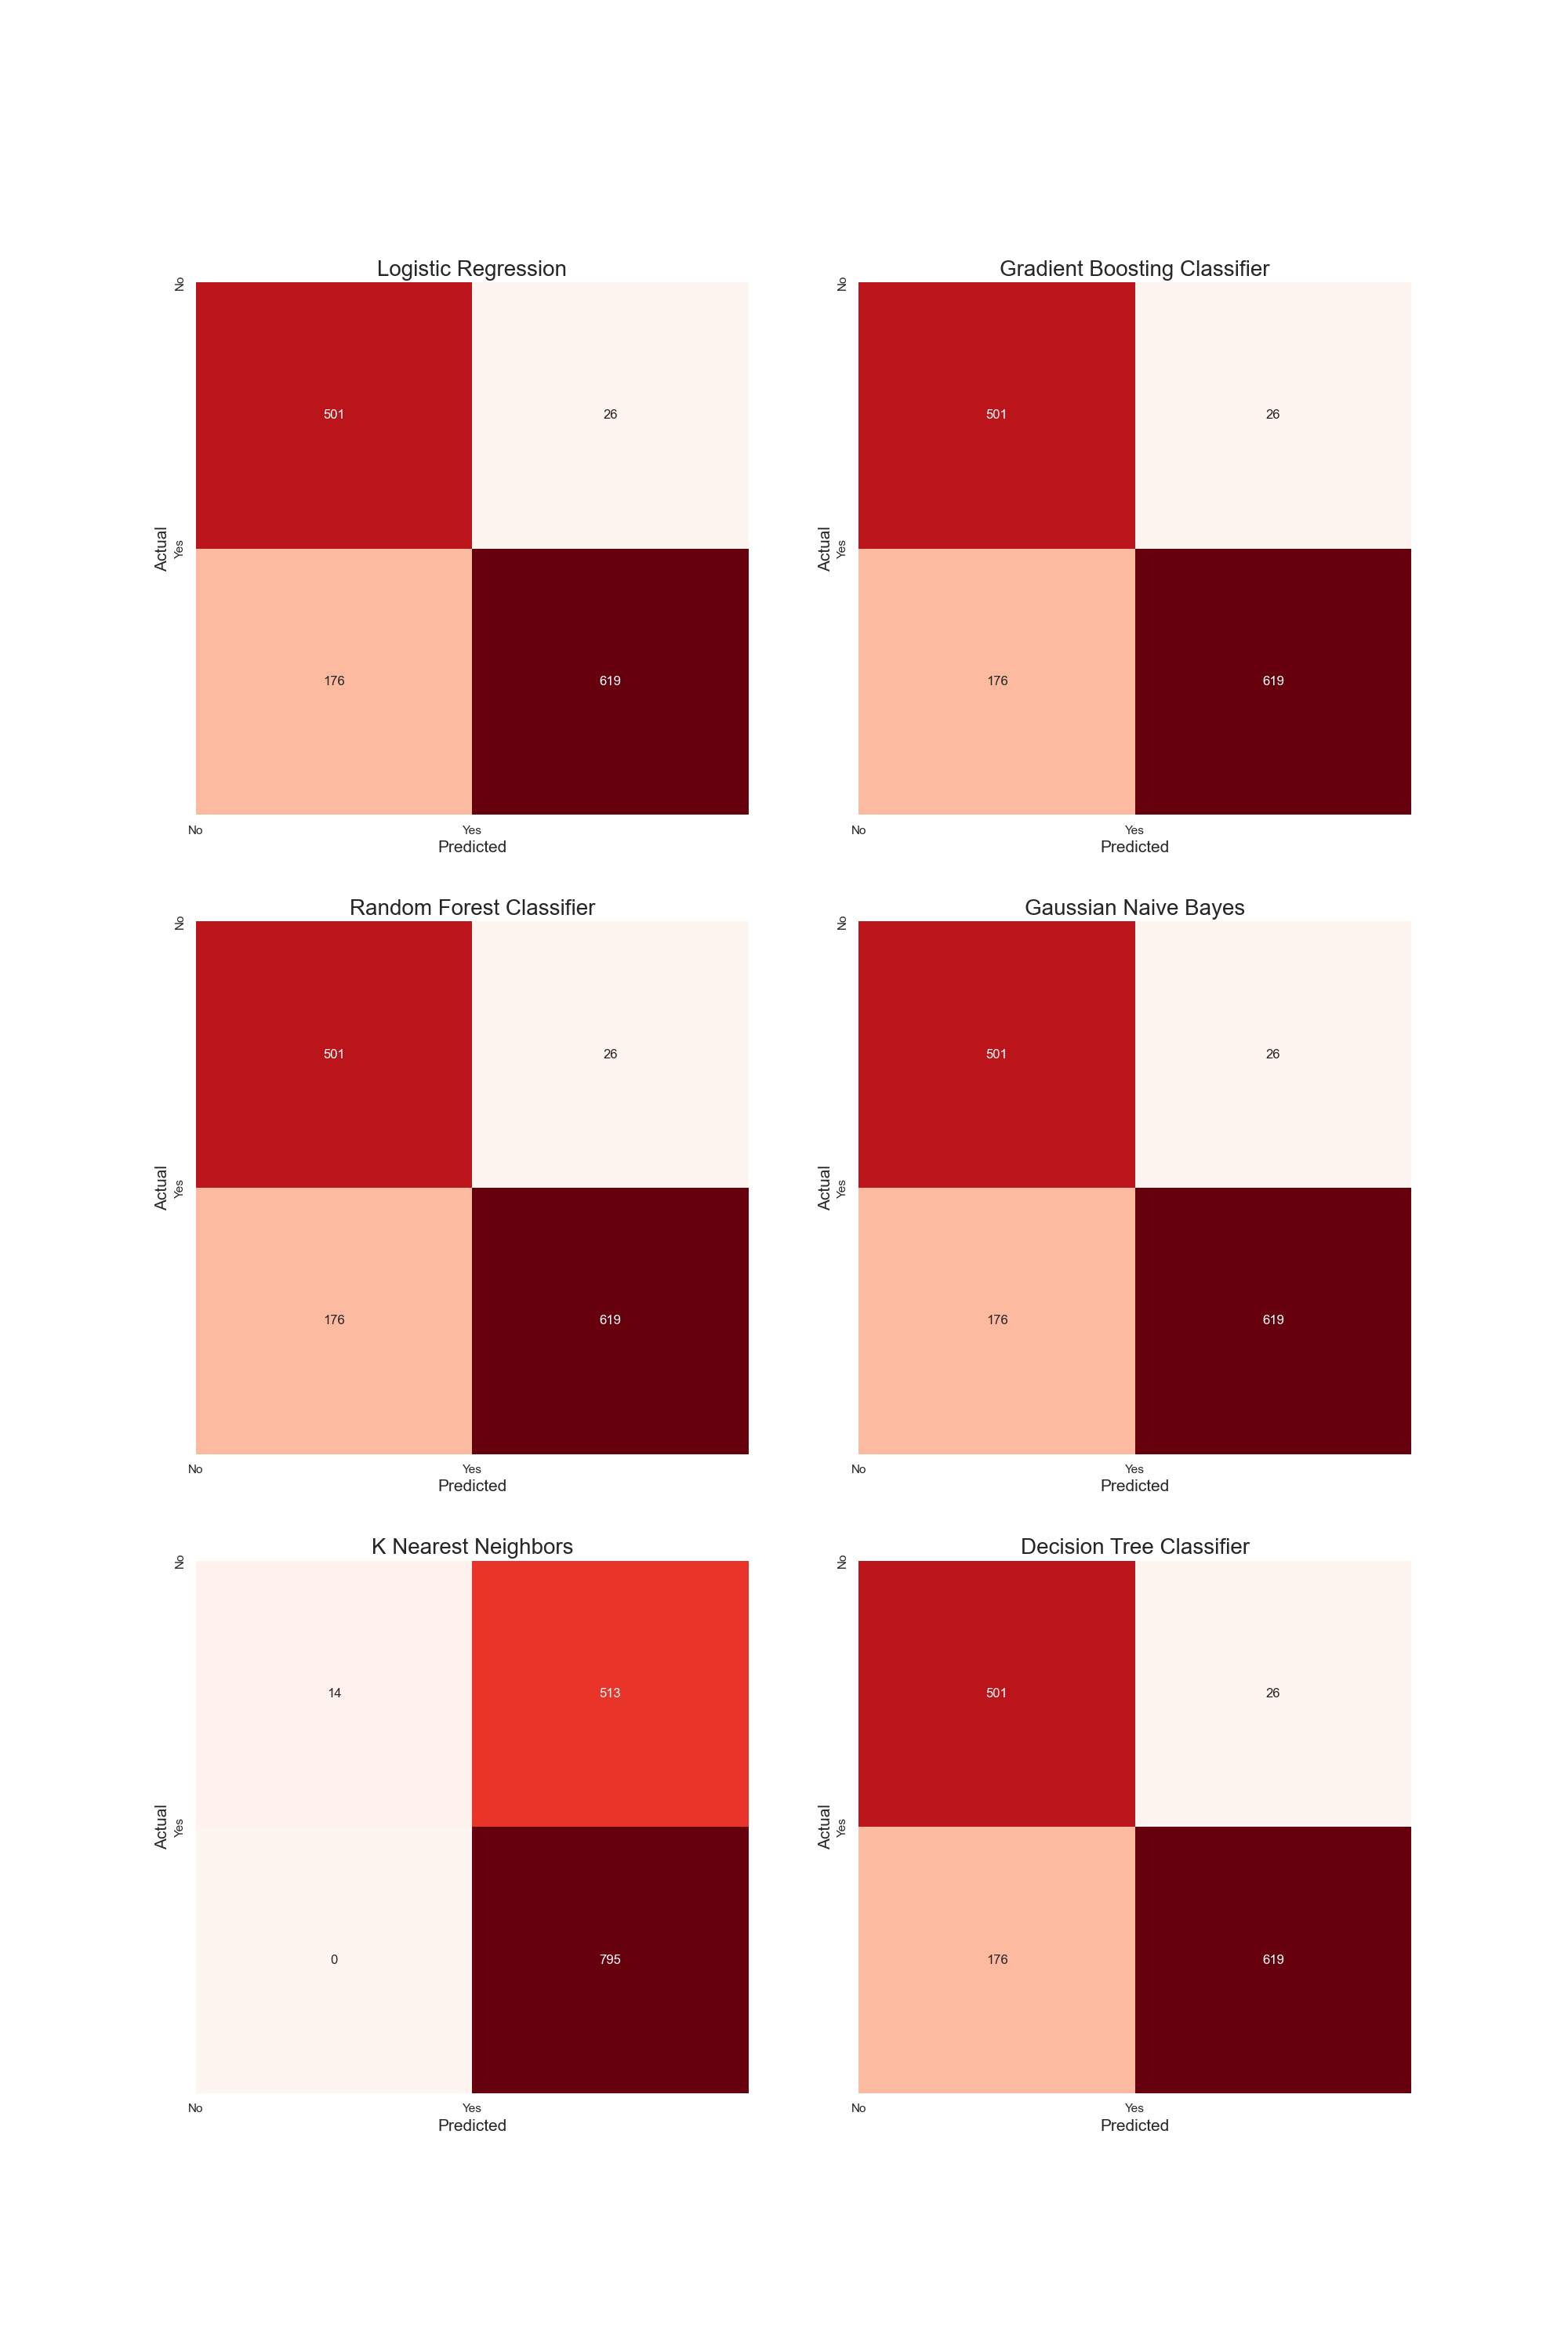 Logistic Regression
No
501 26
Actual
Yes
176 619
No Yes
Predicted
Gradient Boosting Classifier
No
501 26
Actual
Yes
176 619
No Yes
Predicted
Random Forest Classifier
No
501 26
Actual
Yes
176 619
No Yes
Predicted
Gaussian Naive Bayes
No
501 26
Actual
Yes
176 619
No Yes
Predicted
K Nearest Neighbors
No
14 513
Actual
Yes
0 795
No Yes
Predicted
Decision Tree Classifier
No
501 26
Actual
Yes
176 619
No Yes
Predicted